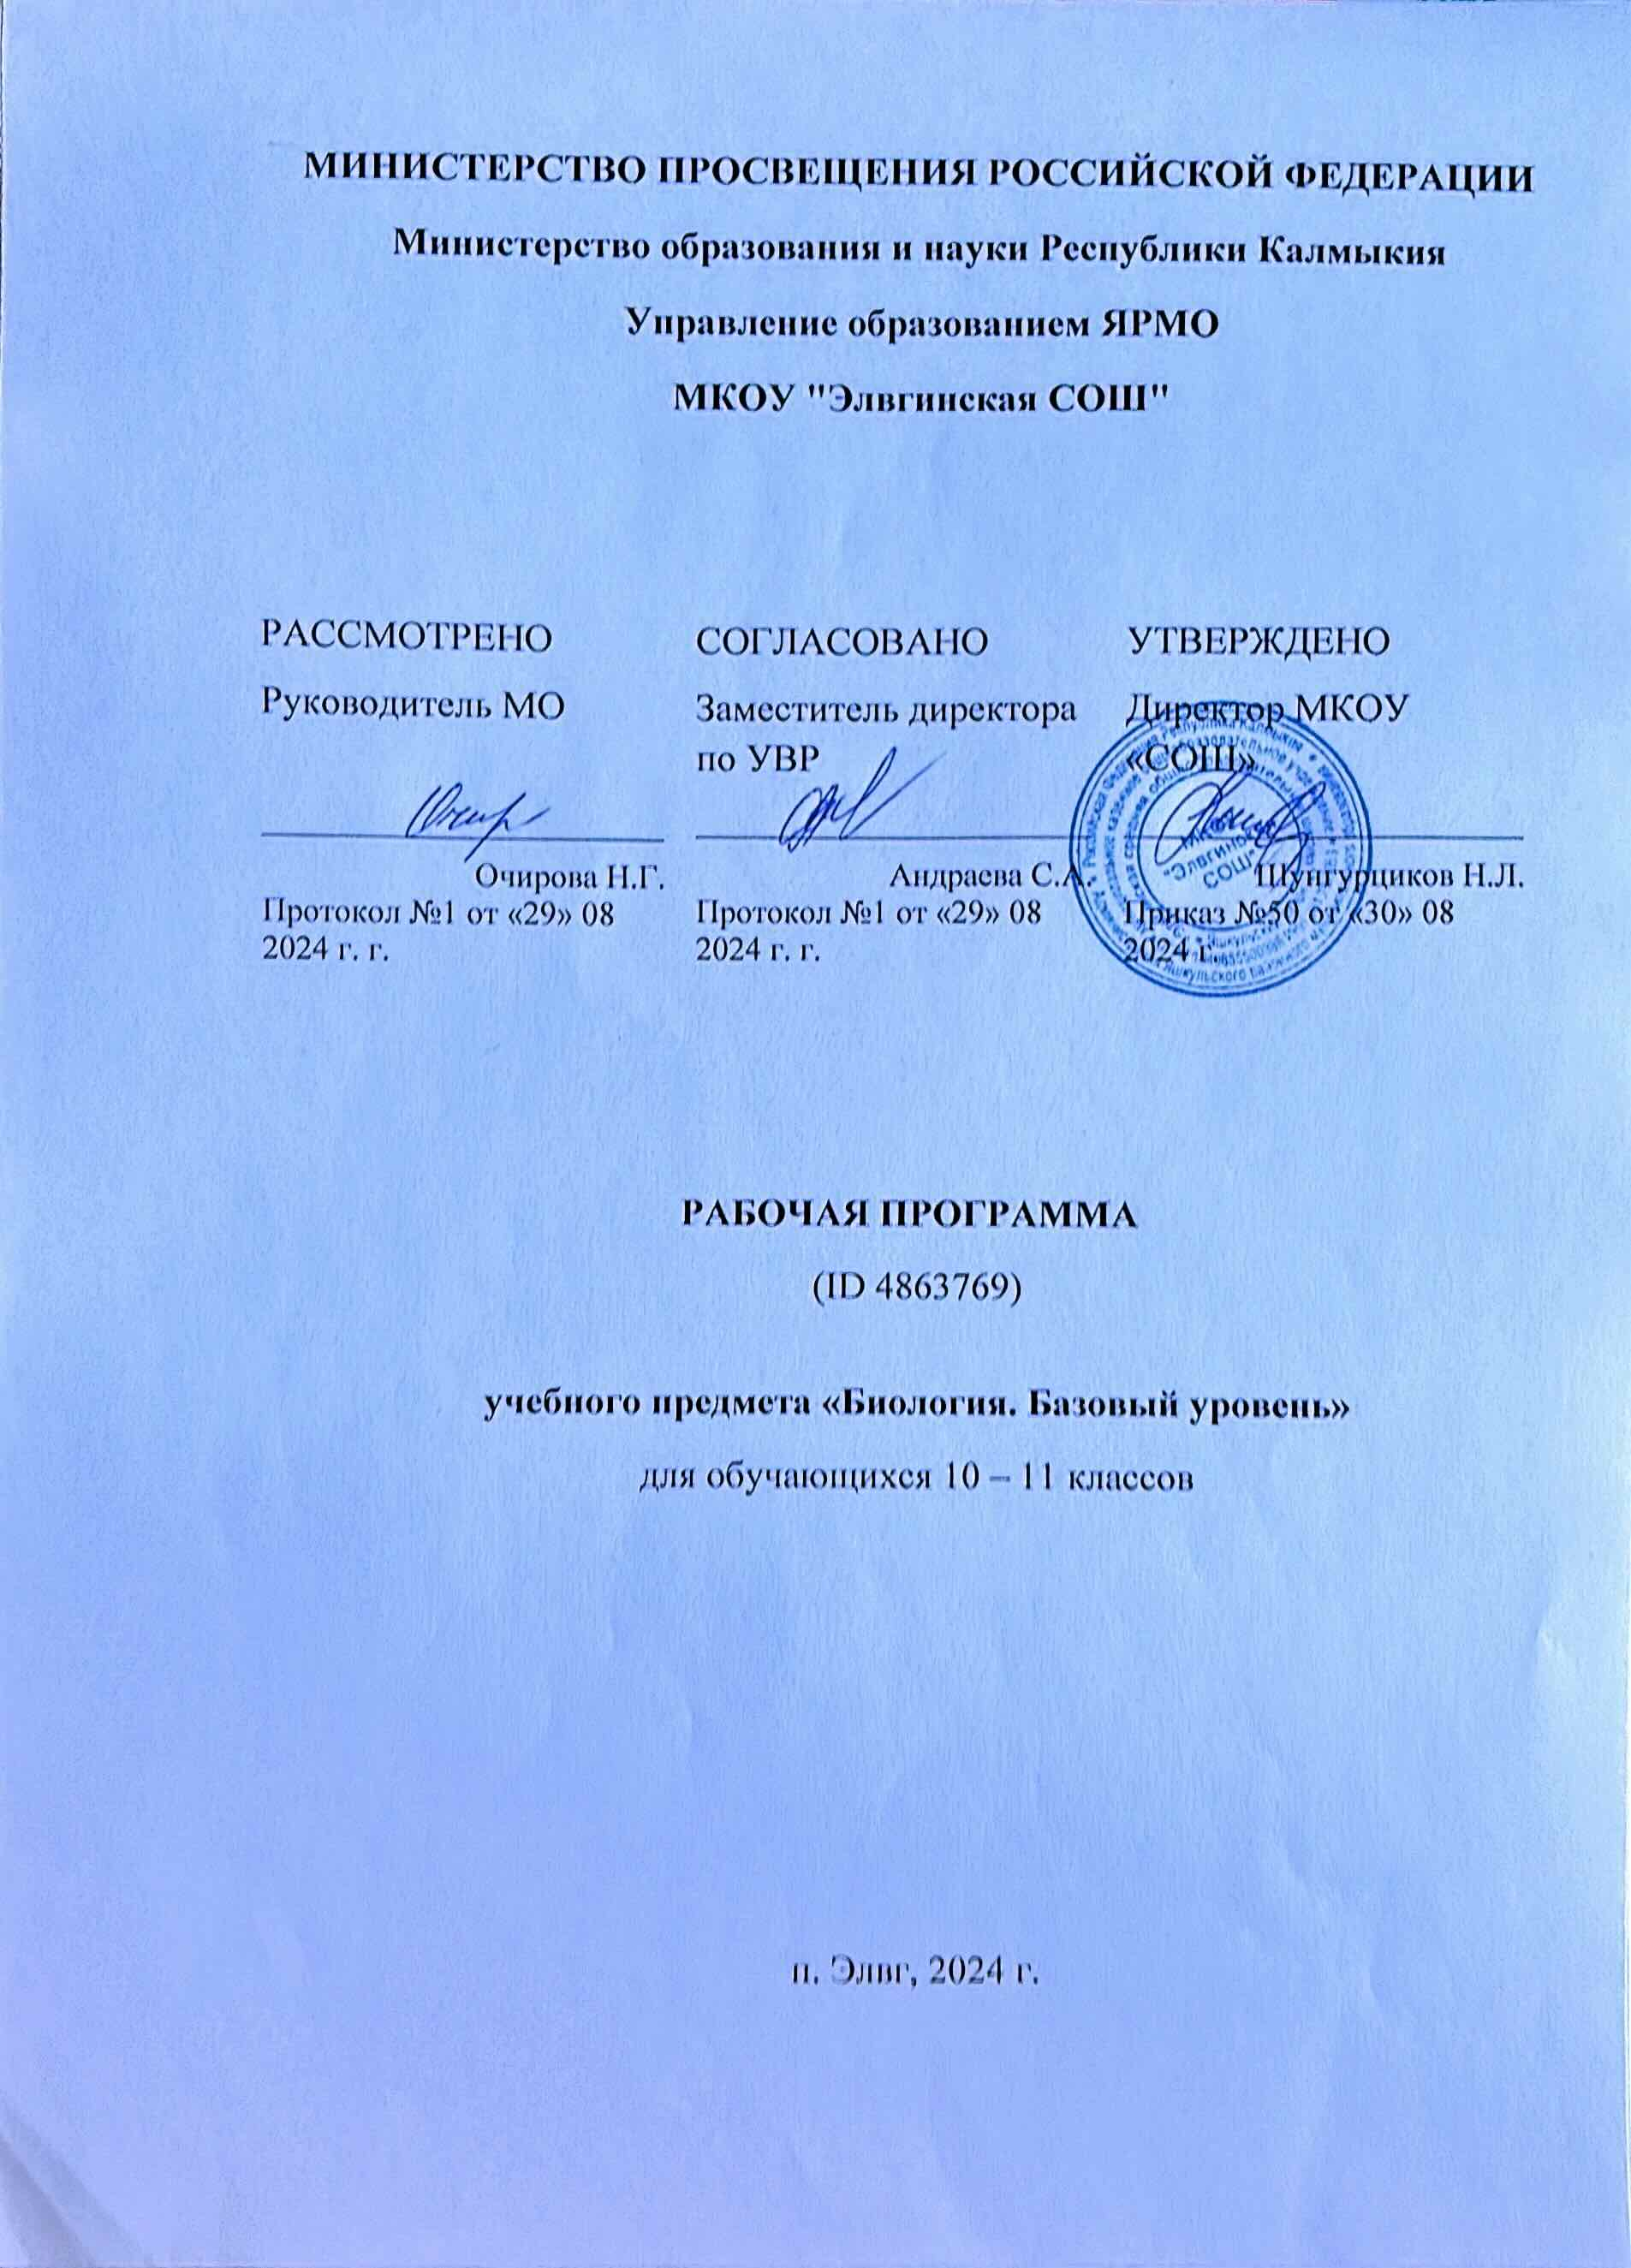 МИНИСТЕРСТВО ПРОСВЕЩЕНИЯ РОССИЙСКОЙ ФЕДЕРАЦИИ
Министерство образования и науки Республики Калмыкия
Управление образованием ЯРМО
МКОУ "Элвгинская СОШ"
РАССМОТРЕНО
Руководитель МО
Очирова Н.Г.
Протокол №1 от «29» 08
2024 г. г.
СОГЛАСОВАНО
Заместитель директора
по УВР
Андраева С.А.
Протокол №1 от «29» 08
2024 г. г.
УТВЕРЖДЕНО
Директор МКОУ
«СОШ»
Шунгурциков Н.Л.
Приказ №50 от «30» 08
2024 г.
РАБОЧАЯ ПРОГРАММА
(ID 4863769)
учебного предмета «Биология. Базовый уровень»
для обучающихся 10 – 11 классов
п. Элвг, 2024 г.